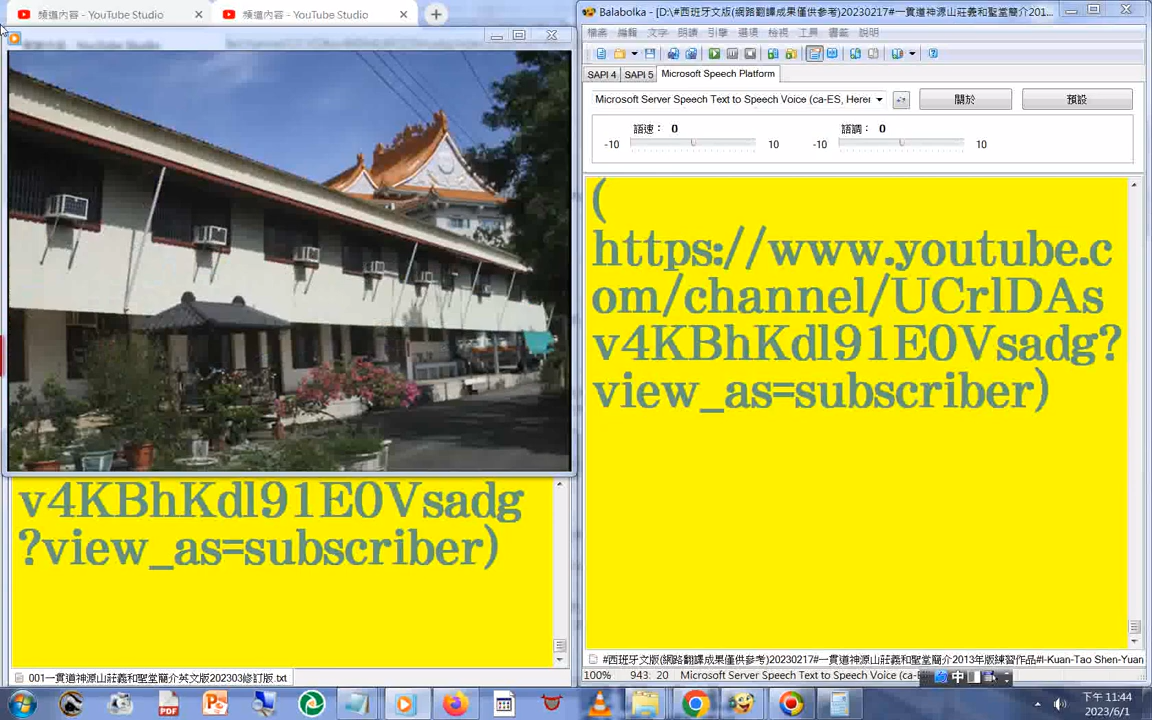 頻道內容 - YouTube Studio
頻道內容 - YouTube Studio
v4KBhKdl91E0Vsadg
?view_as=subscriber)
001一貫道神源山莊義和聖堂簡介英文版202303修訂版.txt
Balabolka - [D:\#西班牙文版(網路翻譯成果僅供參考)20230217#一貫道神源山莊義和聖堂簡介201...
檔案 編輯 文字 朗讀 引擎 選項 檢視 工具 書籤 說明
SAPI 4 SAPI 5 Microsoft Speech Platform
Microsoft Server Speech Text to Speech Voice (ca-ES, Heren
關於
預設
語速： 0
-10 10
語調： 0
-10 10
(
https://www.youtube.c
om/channel/UCrlDAs
v4KBhKdl91E0Vsadg?
view_as=subscriber)
#西班牙文版(網路翻譯成果僅供參考)20230217#一貫道神源山莊義和聖堂簡介2013年版練習作品#I-Kuan-Tao Shen-Yuan
100% 943: 20 Microsoft Server Speech Text to Speech Voice (ca-E
中
下午 11:44
2023/6/1